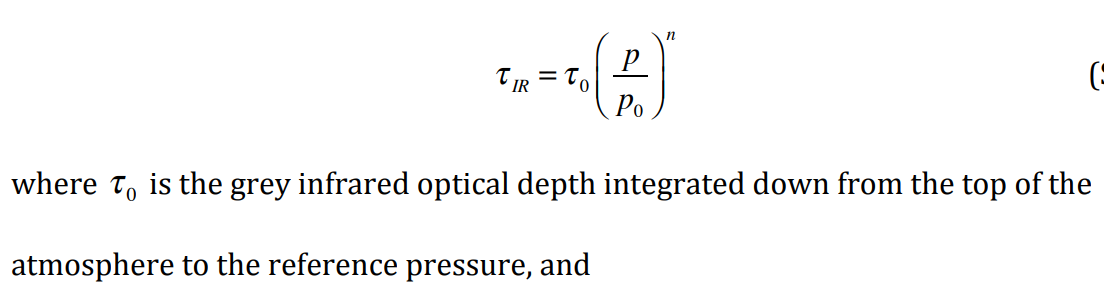 τ_IR = τ_0 (p / p_0)^n (
where τ_0 is the grey infrared optical depth integrated down from the top of the
atmosphere to the reference pressure, and